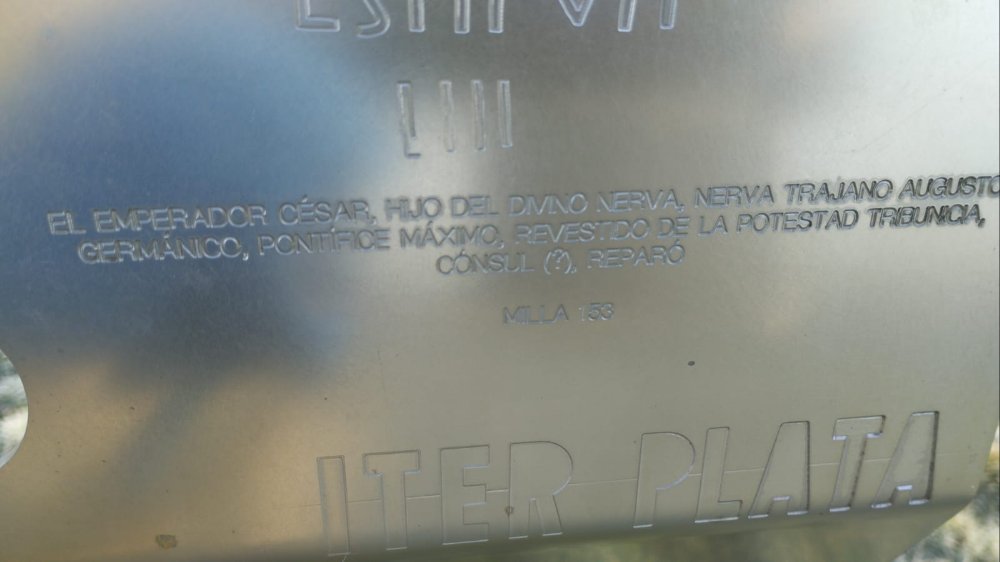 LIII
EL EMPERADOR CÉSAR, HIJO DEL DIVINO NERVA, NERVA TRAJANO AUGUSTO
GERMÁNICO, PONTÍFICE MÁXIMO, REVESTIDO DE LA POTESTAD TRIBUNICIA,
CÓNSUL (?), REPARÓ
MILLA 153
ITER PLATA